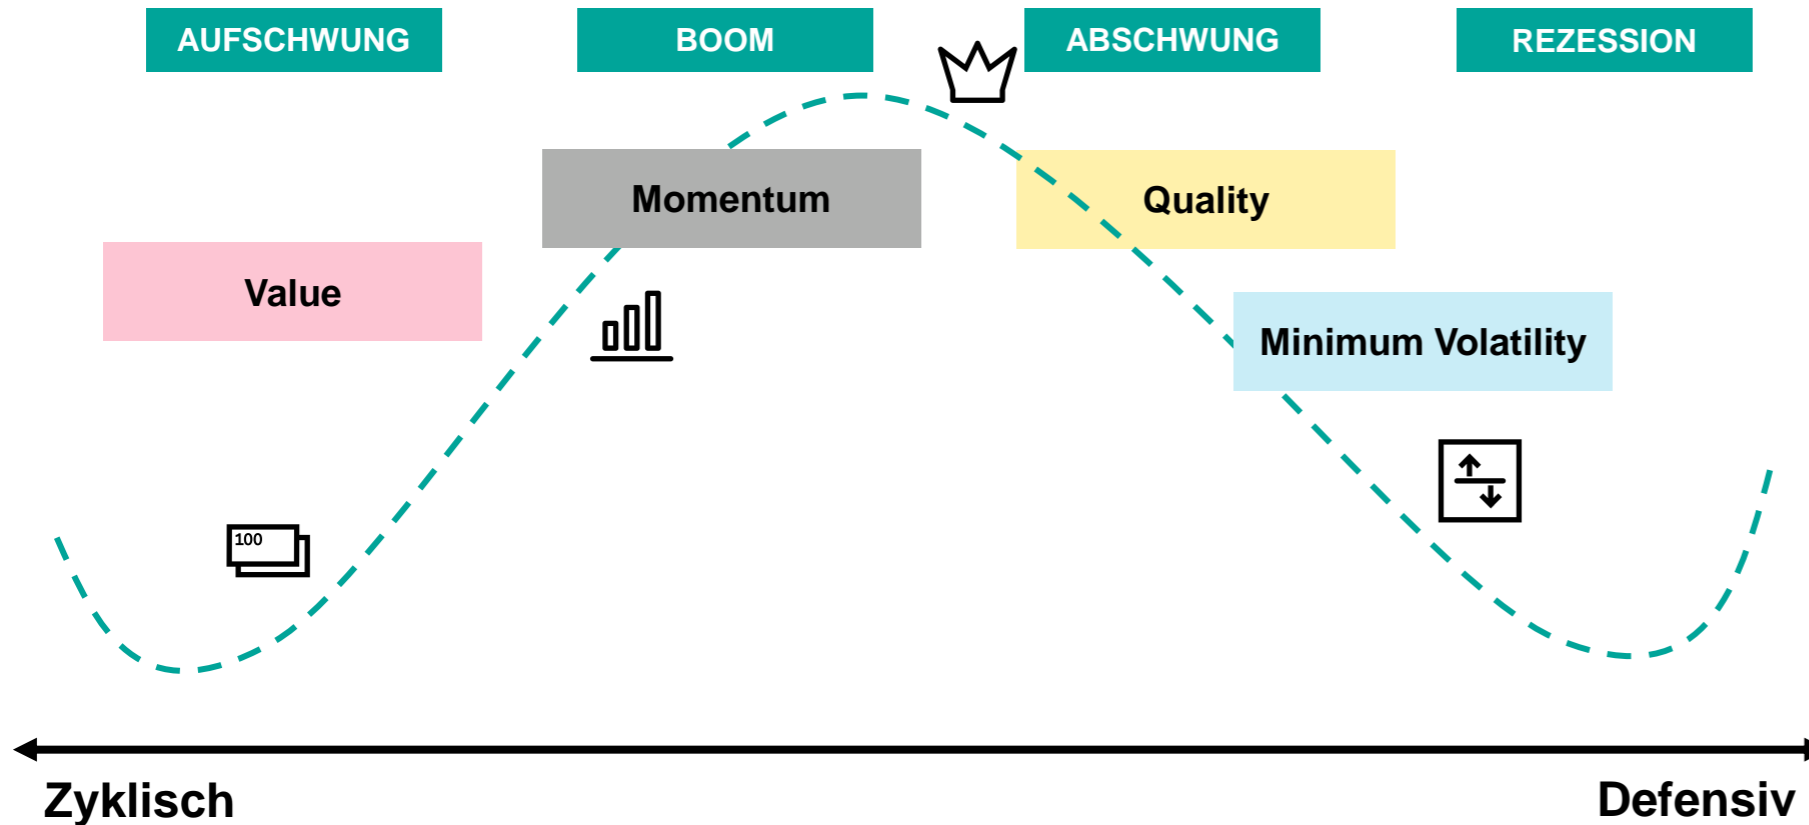 AUFSCHWUNG
BOOM
ABSCHWUNG
REZESSION
Momentum
Quality
Value
Minimum Volatility
100
Zyklisch
Defensiv